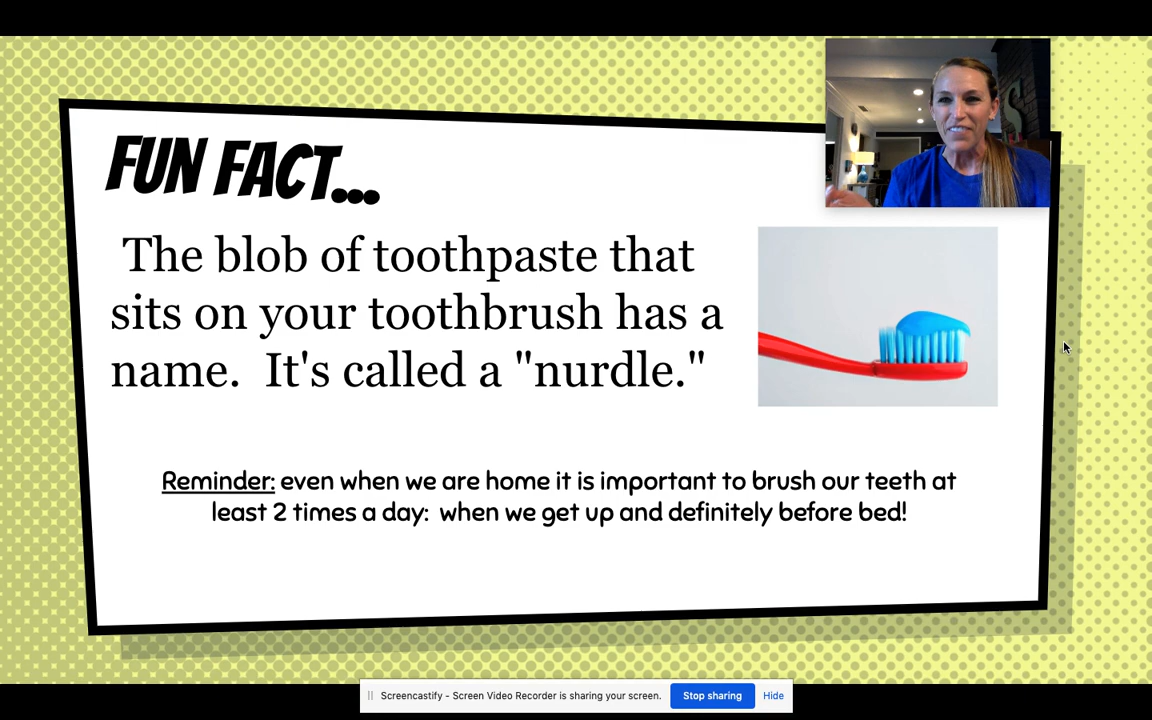 FUN FACT...
The blob of toothpaste that
sits on your toothbrush has a
name.  It's called a "nurdle."
Reminder: even when we are home it is important to brush our teeth at
least 2 times a day:  when we get up and definitely before bed!
Screencastify - Screen Video Recorder is sharing your screen.
Stop sharing
Hide